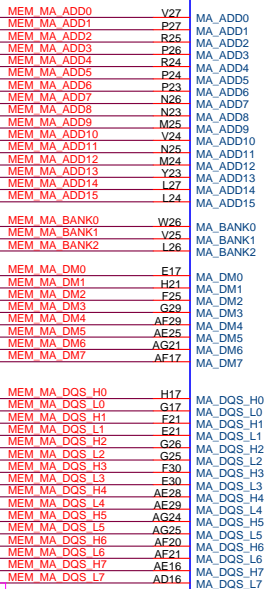 MEM_MA_ADD0 V27 MA_ADD0
MEM_MA_ADD1 P27 MA_ADD1
MEM_MA_ADD2 R25 MA_ADD2
MEM_MA_ADD3 P26 MA_ADD3
MEM_MA_ADD4 R24 MA_ADD4
MEM_MA_ADD5 P24 MA_ADD5
MEM_MA_ADD6 P23 MA_ADD6
MEM_MA_ADD7 N26 MA_ADD7
MEM_MA_ADD8 N23 MA_ADD8
MEM_MA_ADD9 M25 MA_ADD9
MEM_MA_ADD10 V24 MA_ADD10
MEM_MA_ADD11 N25 MA_ADD11
MEM_MA_ADD12 M24 MA_ADD12
MEM_MA_ADD13 Y23 MA_ADD13
MEM_MA_ADD14 L27 MA_ADD14
MEM_MA_ADD15 L24 MA_ADD15
MEM_MA_BANK0 W26 MA_BANK0
MEM_MA_BANK1 V25 MA_BANK1
MEM_MA_BANK2 L26 MA_BANK2
MEM_MA_DM0 E17 MA_DM0
MEM_MA_DM1 H21 MA_DM1
MEM_MA_DM2 F25 MA_DM2
MEM_MA_DM3 G29 MA_DM3
MEM_MA_DM4 AF29 MA_DM4
MEM_MA_DM5 AE25 MA_DM5
MEM_MA_DM6 AG21 MA_DM6
MEM_MA_DM7 AF17 MA_DM7
MEM_MA_DQS_H0 H17 MA_DQS_H0
MEM_MA_DQS_L0 G17 MA_DQS_L0
MEM_MA_DQS_H1 F21 MA_DQS_H1
MEM_MA_DQS_L1 E21 MA_DQS_L1
MEM_MA_DQS_H2 G26 MA_DQS_H2
MEM_MA_DQS_L2 G25 MA_DQS_L2
MEM_MA_DQS_H3 F30 MA_DQS_H3
MEM_MA_DQS_L3 E30 MA_DQS_L3
MEM_MA_DQS_H4 AE28 MA_DQS_H4
MEM_MA_DQS_L4 AE29 MA_DQS_L4
MEM_MA_DQS_H5 AG24 MA_DQS_H5
MEM_MA_DQS_L5 AG25 MA_DQS_L5
MEM_MA_DQS_H6 AF20 MA_DQS_H6
MEM_MA_DQS_L6 AF21 MA_DQS_L6
MEM_MA_DQS_H7 AE16 MA_DQS_H7
MEM_MA_DQS_L7 AD16 MA_DQS_L7